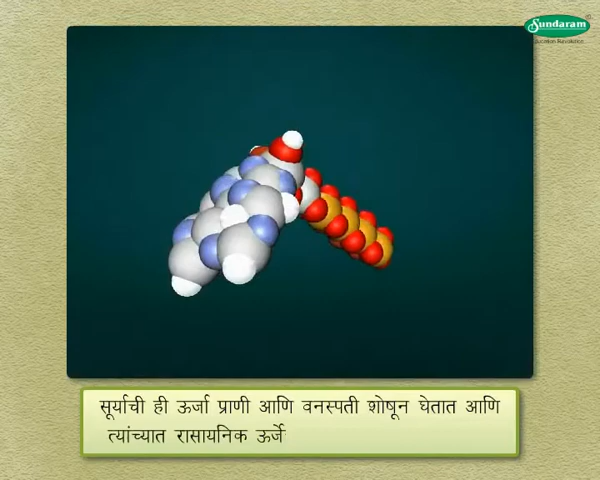 Sundaram
सूर्याची ही ऊर्जा प्राणी आणि वनस्पती शोषून घेतात आणि
त्यांच्यात रासायनिक ऊर्जे